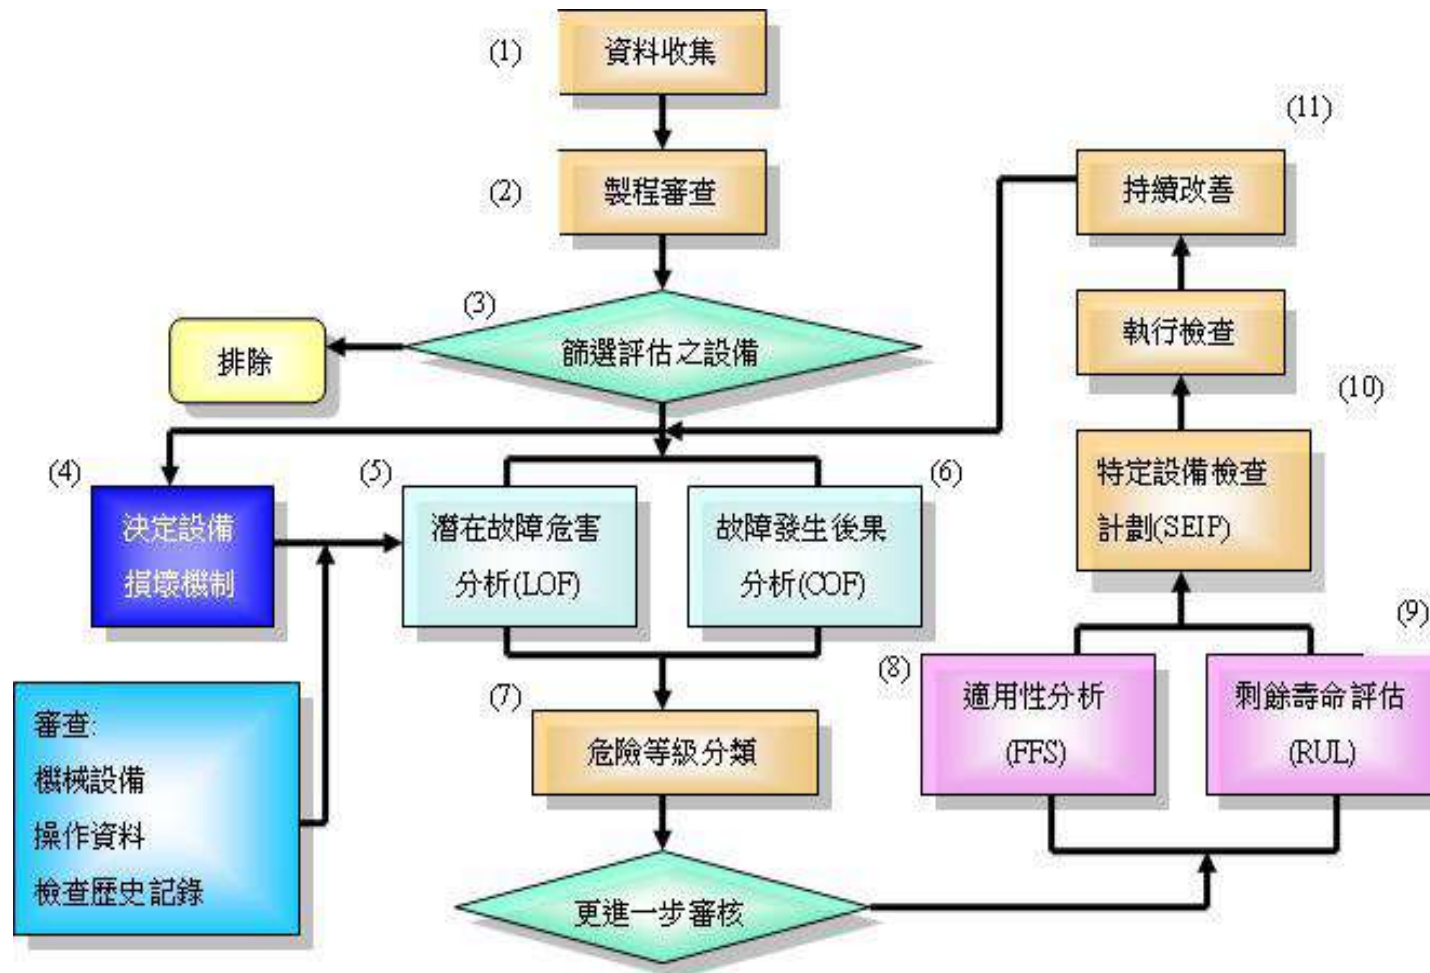 (1)
資料收集
(2)
製程審查
(3)
篩選評估之設備
排除
(4)
決定設備
損壞機制
(5)
潛在故障危害
分析(LOF)
(6)
故障發生後果
分析(COF)
審查:
機械設備
操作資料
檢查歷史記錄
(7)
危險等級分類
更進一步審核
(8)
適用性分析
(FFS)
(9)
剩餘壽命評估
(RUL)
(10)
特定設備檢查
計劃(SEIP)
執行檢查
(11)
持續改善